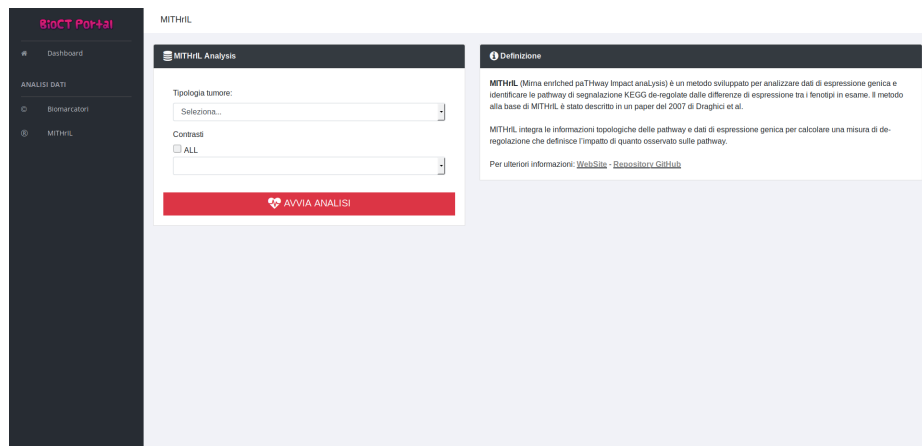 BioCT Portal
Dashboard
ANALISI DATI
Biomarcatori
MITHrIL
MITHrIL
MITHrIL Analysis
Tipologia tumore:
Seleziona...
Contrasti
ALL
AVVIA ANALISI
Definizione
MITHrIL (Mirna enrIched paTHway Impact anaLysis) è un metodo sviluppato per analizzare dati di espressione genica e
identificare le pathway di segnalazione KEGG de-regolate dalle differenze di espressione tra i fenotipi in esame. Il metodo
alla base di MITHrIL è stato descritto in un paper del 2007 di Draghici et al.
MITHrIL integra le informazioni topologiche delle pathway e dati di espressione genica per calcolare una misura di de-
regolazione che definisce l'impatto di quanto osservato sulle pathway.
Per ulteriori informazioni: WebSite - Repository GitHub